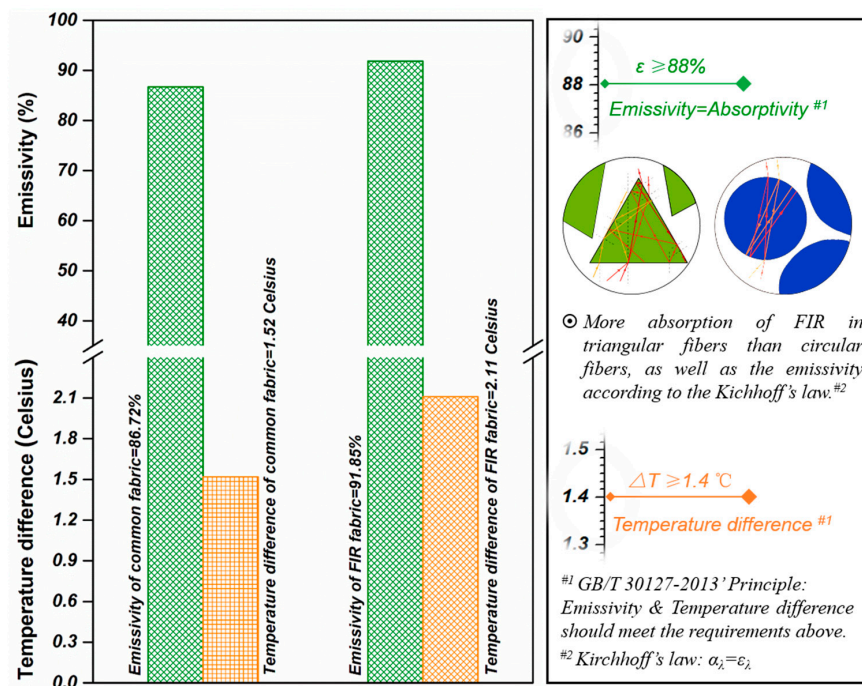 Emissivity (%)
Temperature difference (Celsius)
100
90
80
70
60
50
40
2.1
1.8
1.5
1.2
0.9
0.6
0.3
0.0
Emissivity of common fabric=86.72%
Temperature difference of common fabric=1.52 Celsius
Emissivity of FIR fabric=91.85%
Temperature difference of FIR fabric=2.11 Celsius
90
88
86
ε ≥88%
Emissivity=Absorptivity #1
⊙ More absorption of FIR in
triangular fibers than circular
fibers, as well as the emissivity
according to the Kichhoff's law.#2
1.5
1.4
1.3
△T ≥1.4 ℃
Temperature difference #1
#1 GB/T 30127-2013' Principle:
Emissivity & Temperature difference
should meet the requirements above.
#2 Kirchhoff's law: αλ=ελ